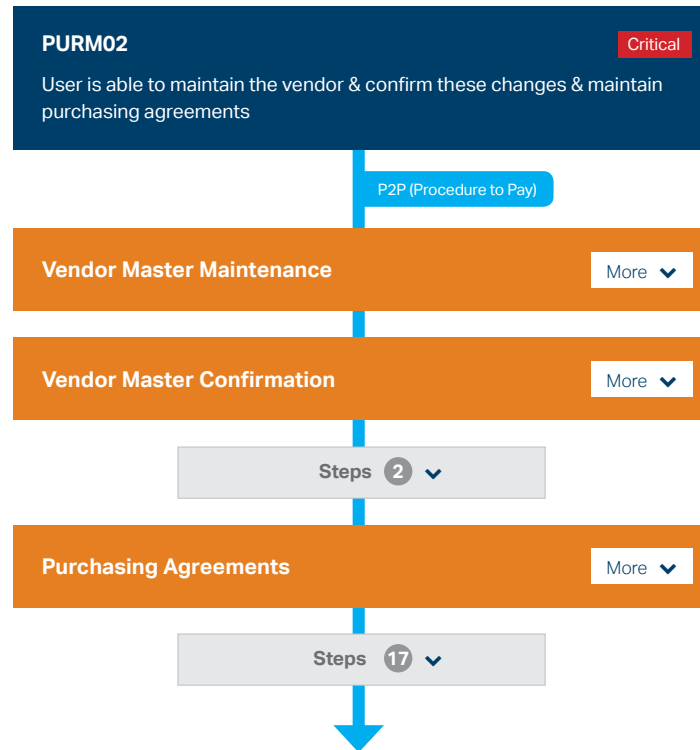 PURM02
Critical
User is able to maintain the vendor & confirm these changes & maintain
purchasing agreements
P2P (Procedure to Pay)
Vendor Master Maintenance
More
Vendor Master Confirmation
More
Steps 2
Purchasing Agreements
More
Steps 17